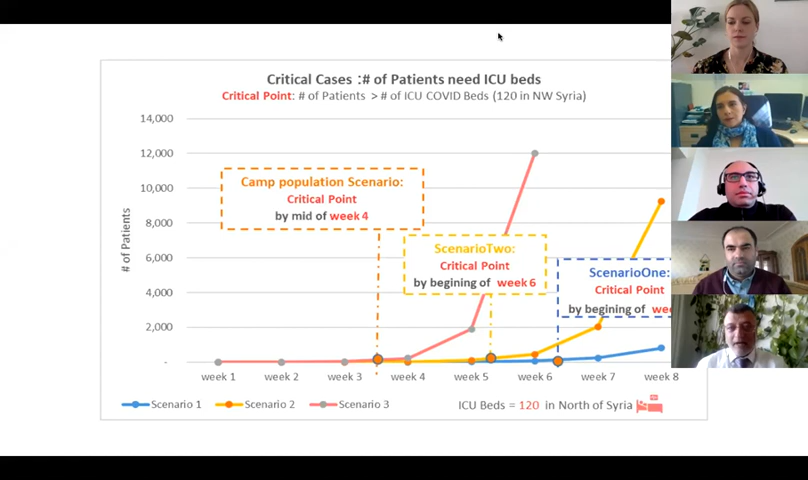 Critical Cases :# of Patients need ICU beds
Critical Point: # of Patients > # of ICU COVID Beds (120 in NW Syria)
14,000
12,000
10,000
8,000
6,000
4,000
2,000
-
# of Patients
Camp population Scenario:
Critical Point
by mid of week 4
ScenarioTwo:
Critical Point
by begining of week 6
ScenarioOne:
Critical Point
by begining of
week 1 week 2 week 3 week 4 week 5 week 6 week 7 week 8
Scenario 1 Scenario 2 Scenario 3
ICU Beds = 120 in North of Syria